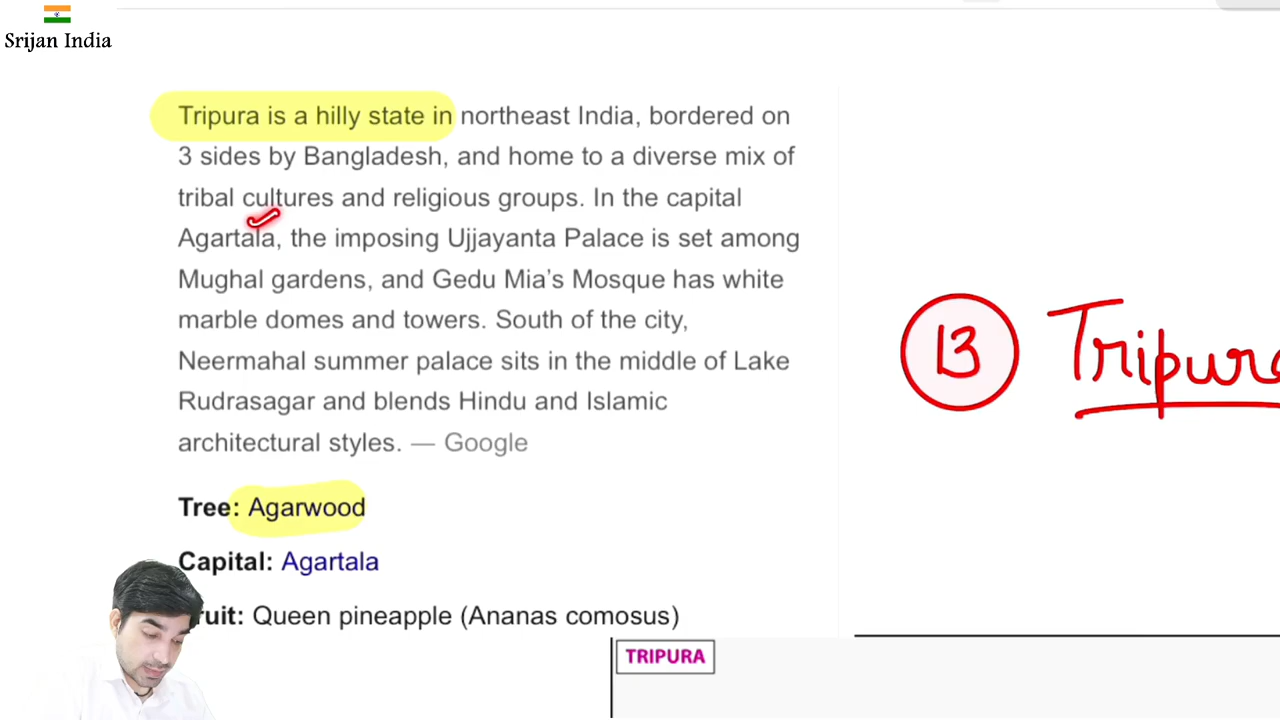 Srijan India
Tripura is a hilly state in northeast India, bordered on
3 sides by Bangladesh, and home to a diverse mix of
tribal cultures and religious groups. In the capital
Agartala, the imposing Ujjayanta Palace is set among
Mughal gardens, and Gedu Mia’s Mosque has white
marble domes and towers. South of the city,
Neermahal summer palace sits in the middle of Lake
Rudrasagar and blends Hindu and Islamic
architectural styles. — Google
Tree: Agarwood
Capital: Agartala
ruit: Queen pineapple (Ananas comosus)
13 Tripura
TRIPURA